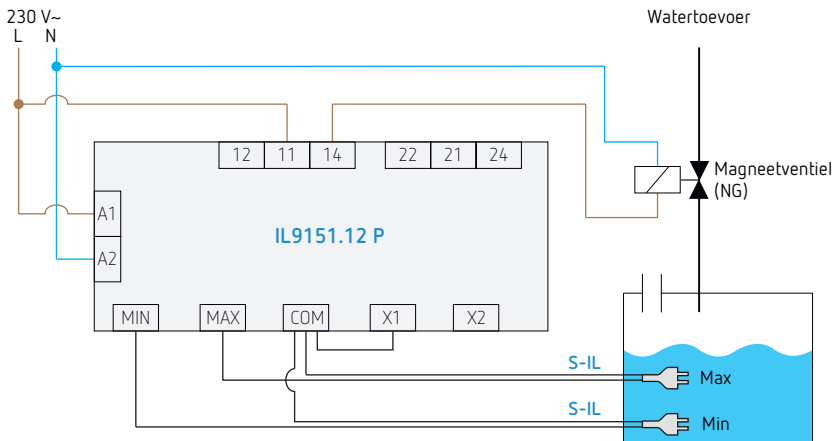 230 V~
L N
Watertoevoer
12 11 14 22 21 24
Magneetventiel
(NG)
A1
IL9151.12 P
A2
MIN MAX COM X1 X2
S-IL
Max
S-IL
Min